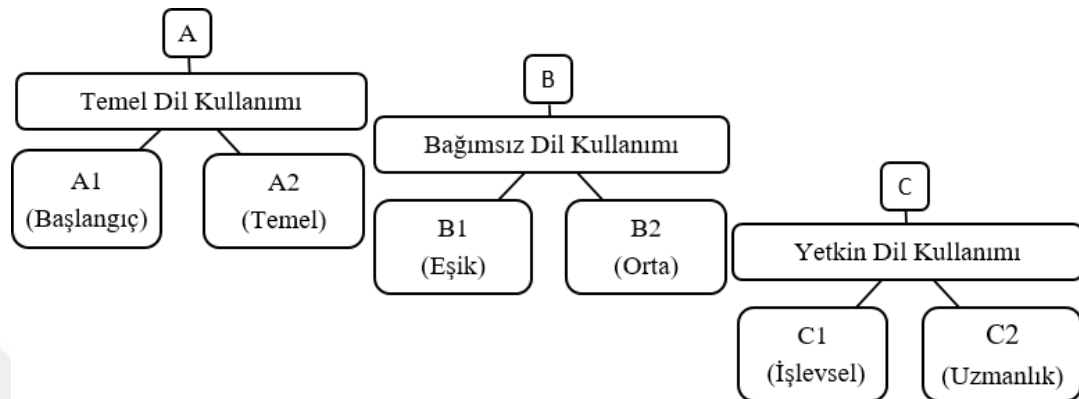 A
Temel Dil Kullanımı
A1
(Başlangıç)
A2
(Temel)
B
Bağımsız Dil Kullanımı
B1
(Eşik)
B2
(Orta)
C
Yetkin Dil Kullanımı
C1
(İşlevsel)
C2
(Uzmanlık)